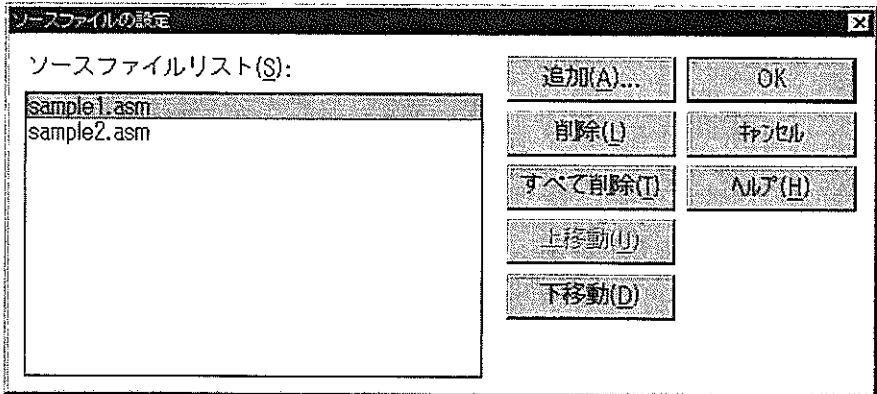 ソースファイルの設定
ソースファイルリスト(S):
sample1.asm
sample2.asm
追加(A)...
削除(L)
すべて削除(T)
上移動(U)
下移動(D)
OK
キャンセル
ヘルプ(H)